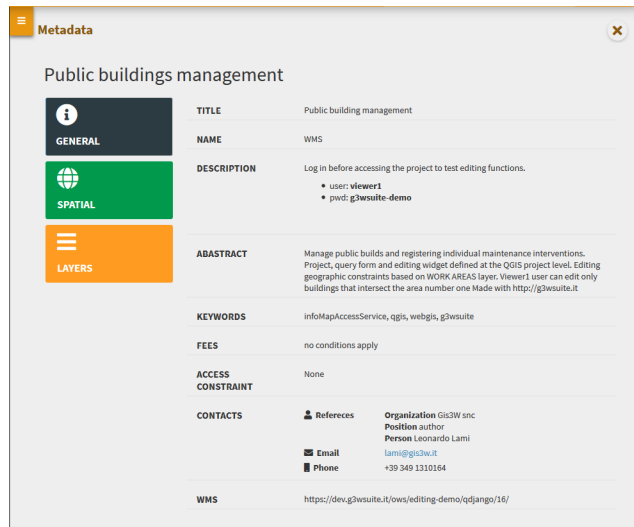 Metadata
Public buildings management
GENERAL
SPATIAL
LAYERS
TITLE Public building management
NAME WMS
DESCRIPTION Log in before accessing the project to test editing functions.
• user: viewer1
• pwd: g3wsuite-demo
ABASTRACT Manage public builds and registering individual maintenance interventions.
Project, query form and editing widget defined at the QGIS project level. Editing
geographic constraints based on WORK AREAS layer. Viewer1 user can edit only
buildings that intersect the area number one Made with http://g3wsuite.it
KEYWORDS infoMapAccessService, qgis, webgis, g3wsuite
FEES no conditions apply
ACCESS CONSTRAINT None
CONTACTS Refereces Organization Gis3W snc
Position author
Person Leonardo Lami
Email lami@gis3w.it
Phone +39 349 1310164
WMS https://dev.g3wsuite.it/ows/editing-demo/qdjango/16/